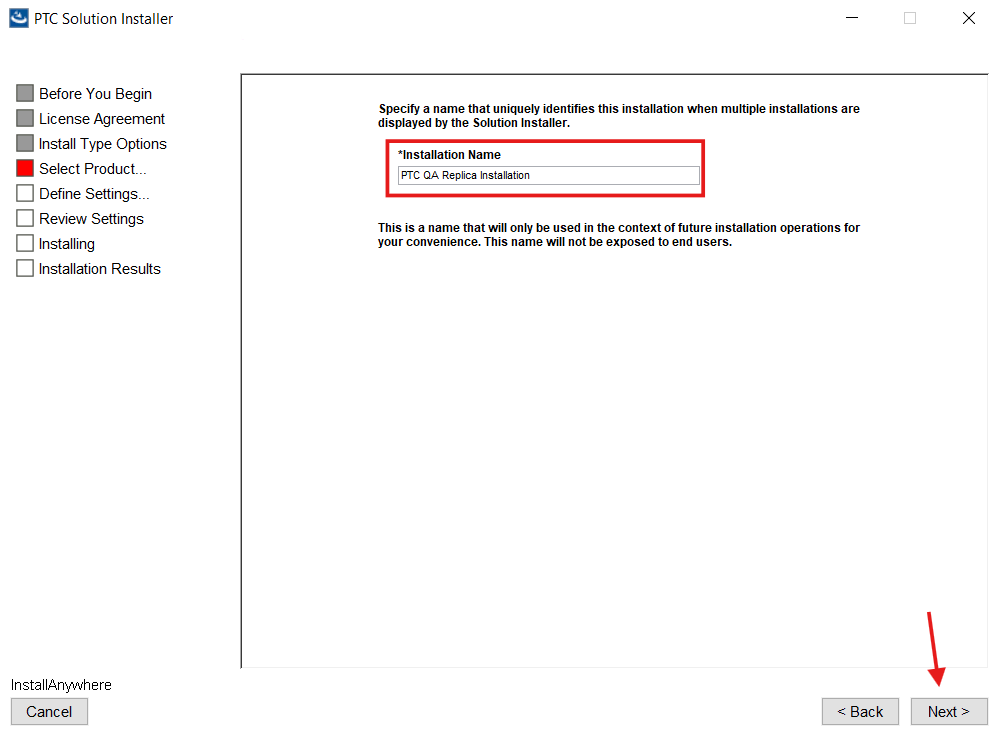 PTC Solution Installer
Before You Begin
License Agreement
Install Type Options
Select Product...
Define Settings...
Review Settings
Installing
Installation Results
Specify a name that uniquely identifies this installation when multiple installations are
displayed by the Solution Installer.
*Installation Name
PTC QA Replica Installation
This is a name that will only be used in the context of future installation operations for
your convenience. This name will not be exposed to end users.
InstallAnywhere
Cancel
< Back
Next >